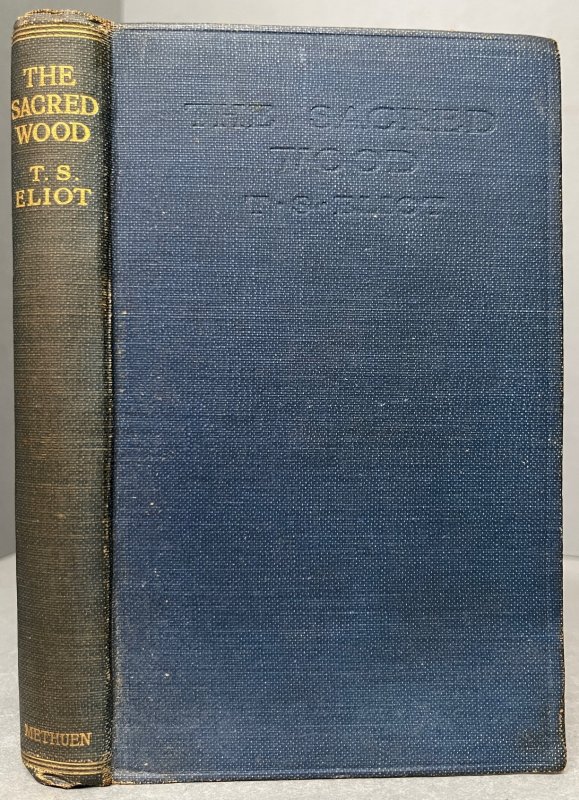 THE
SACRED
WOOD
T. S.
ELIOT
METHUEN
THE SACRED
WOOD
T. S. ELIOT